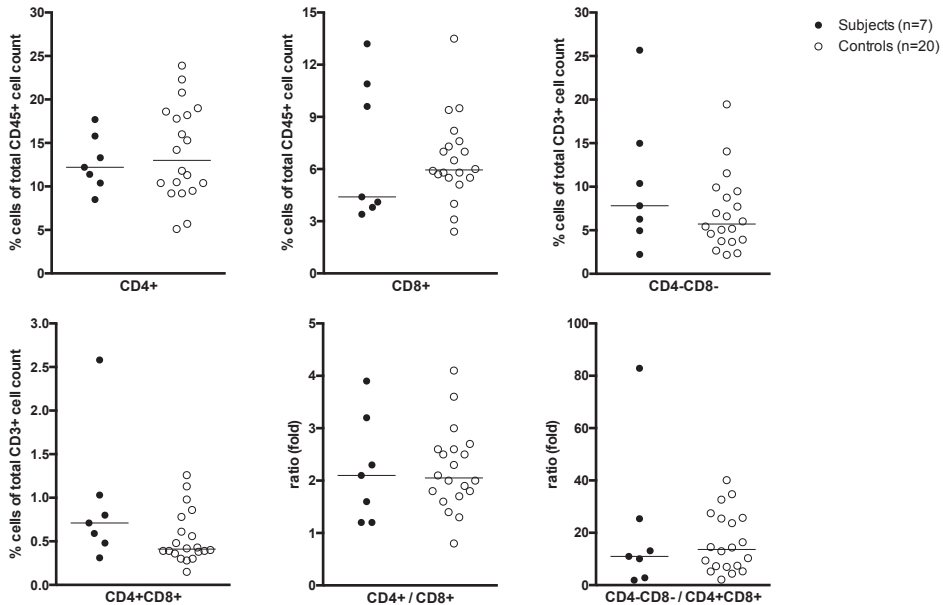 30
25
20
15
10
5
0
% cells of total CD45+ cell count
CD4+
15
12
9
6
3
0
% cells of total CD45+ cell count
CD8+
30
25
20
15
10
5
0
% cells of total CD3+ cell count
CD4-CD8-
Subjects (n=7)
Controls (n=20)
3.0
2.5
2.0
1.5
1.0
0.5
0.0
% cells of total CD3+ cell count
CD4+CD8+
5
4
3
2
1
0
ratio (fold)
CD4+ / CD8+
100
80
60
40
20
0
ratio (fold)
CD4-CD8- / CD4+CD8+